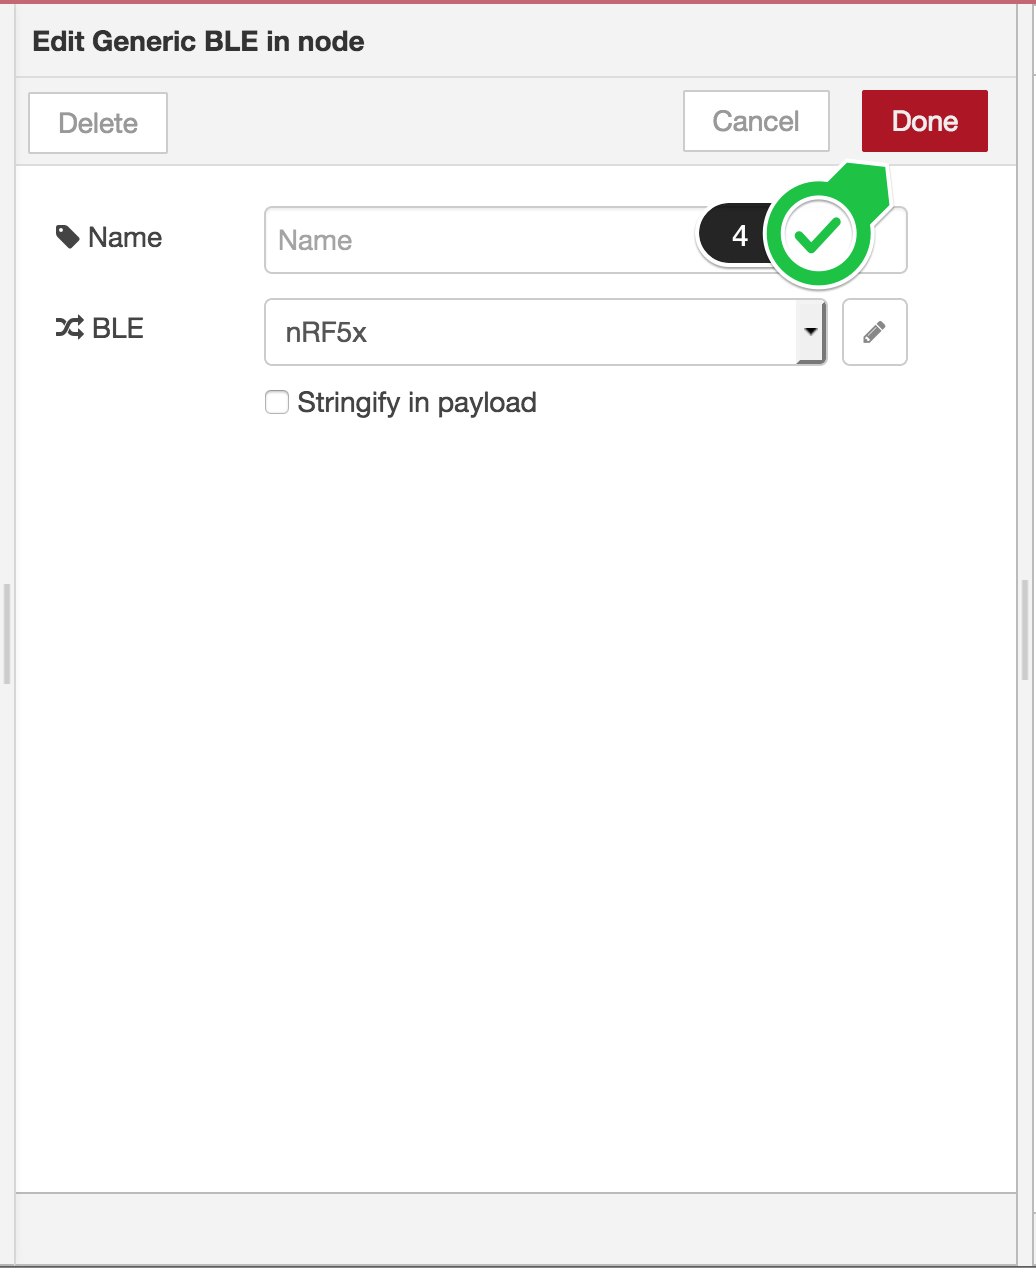 Edit Generic BLE in node
Delete Cancel Done
Name Name 4
BLE nRF5x
Stringify in payload